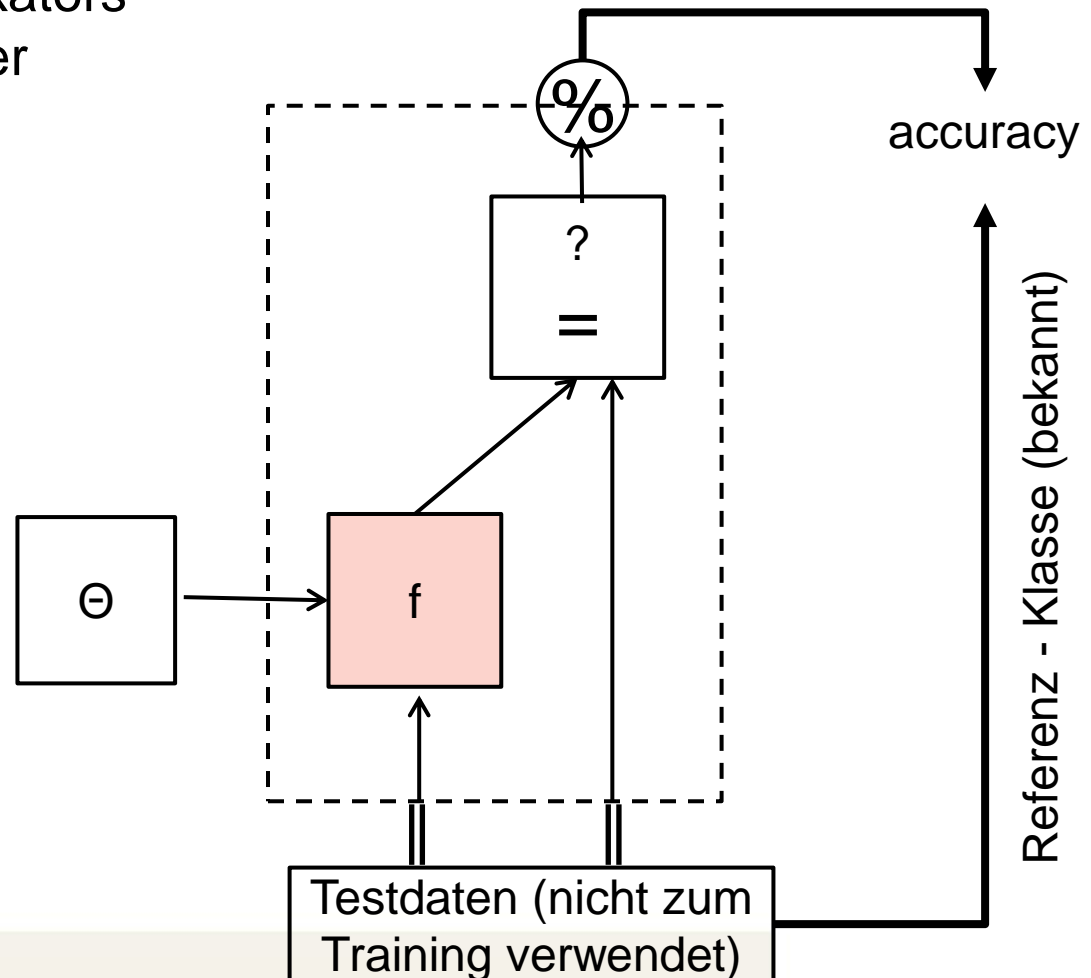 %
accuracy
?
=
Θ
f
Referenz - Klasse (bekannt)
Testdaten (nicht zum
Training verwendet)